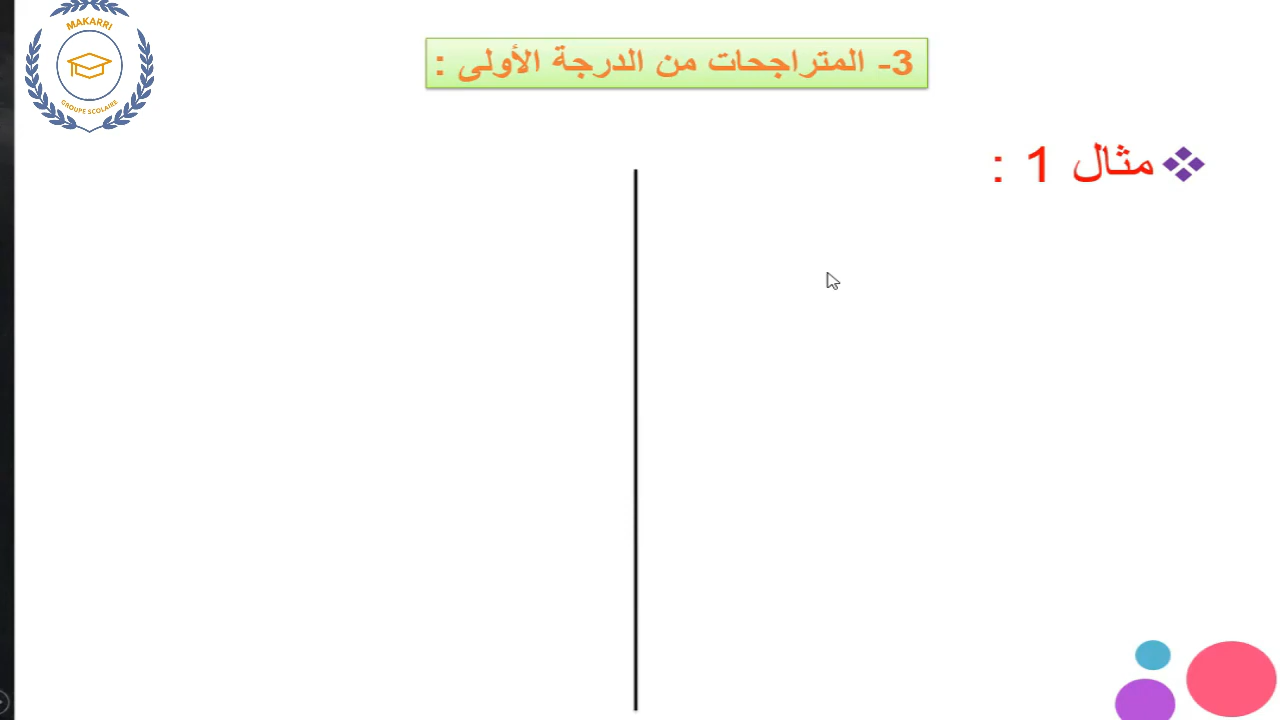 MAKARRI
GROUPE SCOLAIRE
3- المتراجحات من الدرجة الأولى :
مثال 1 :